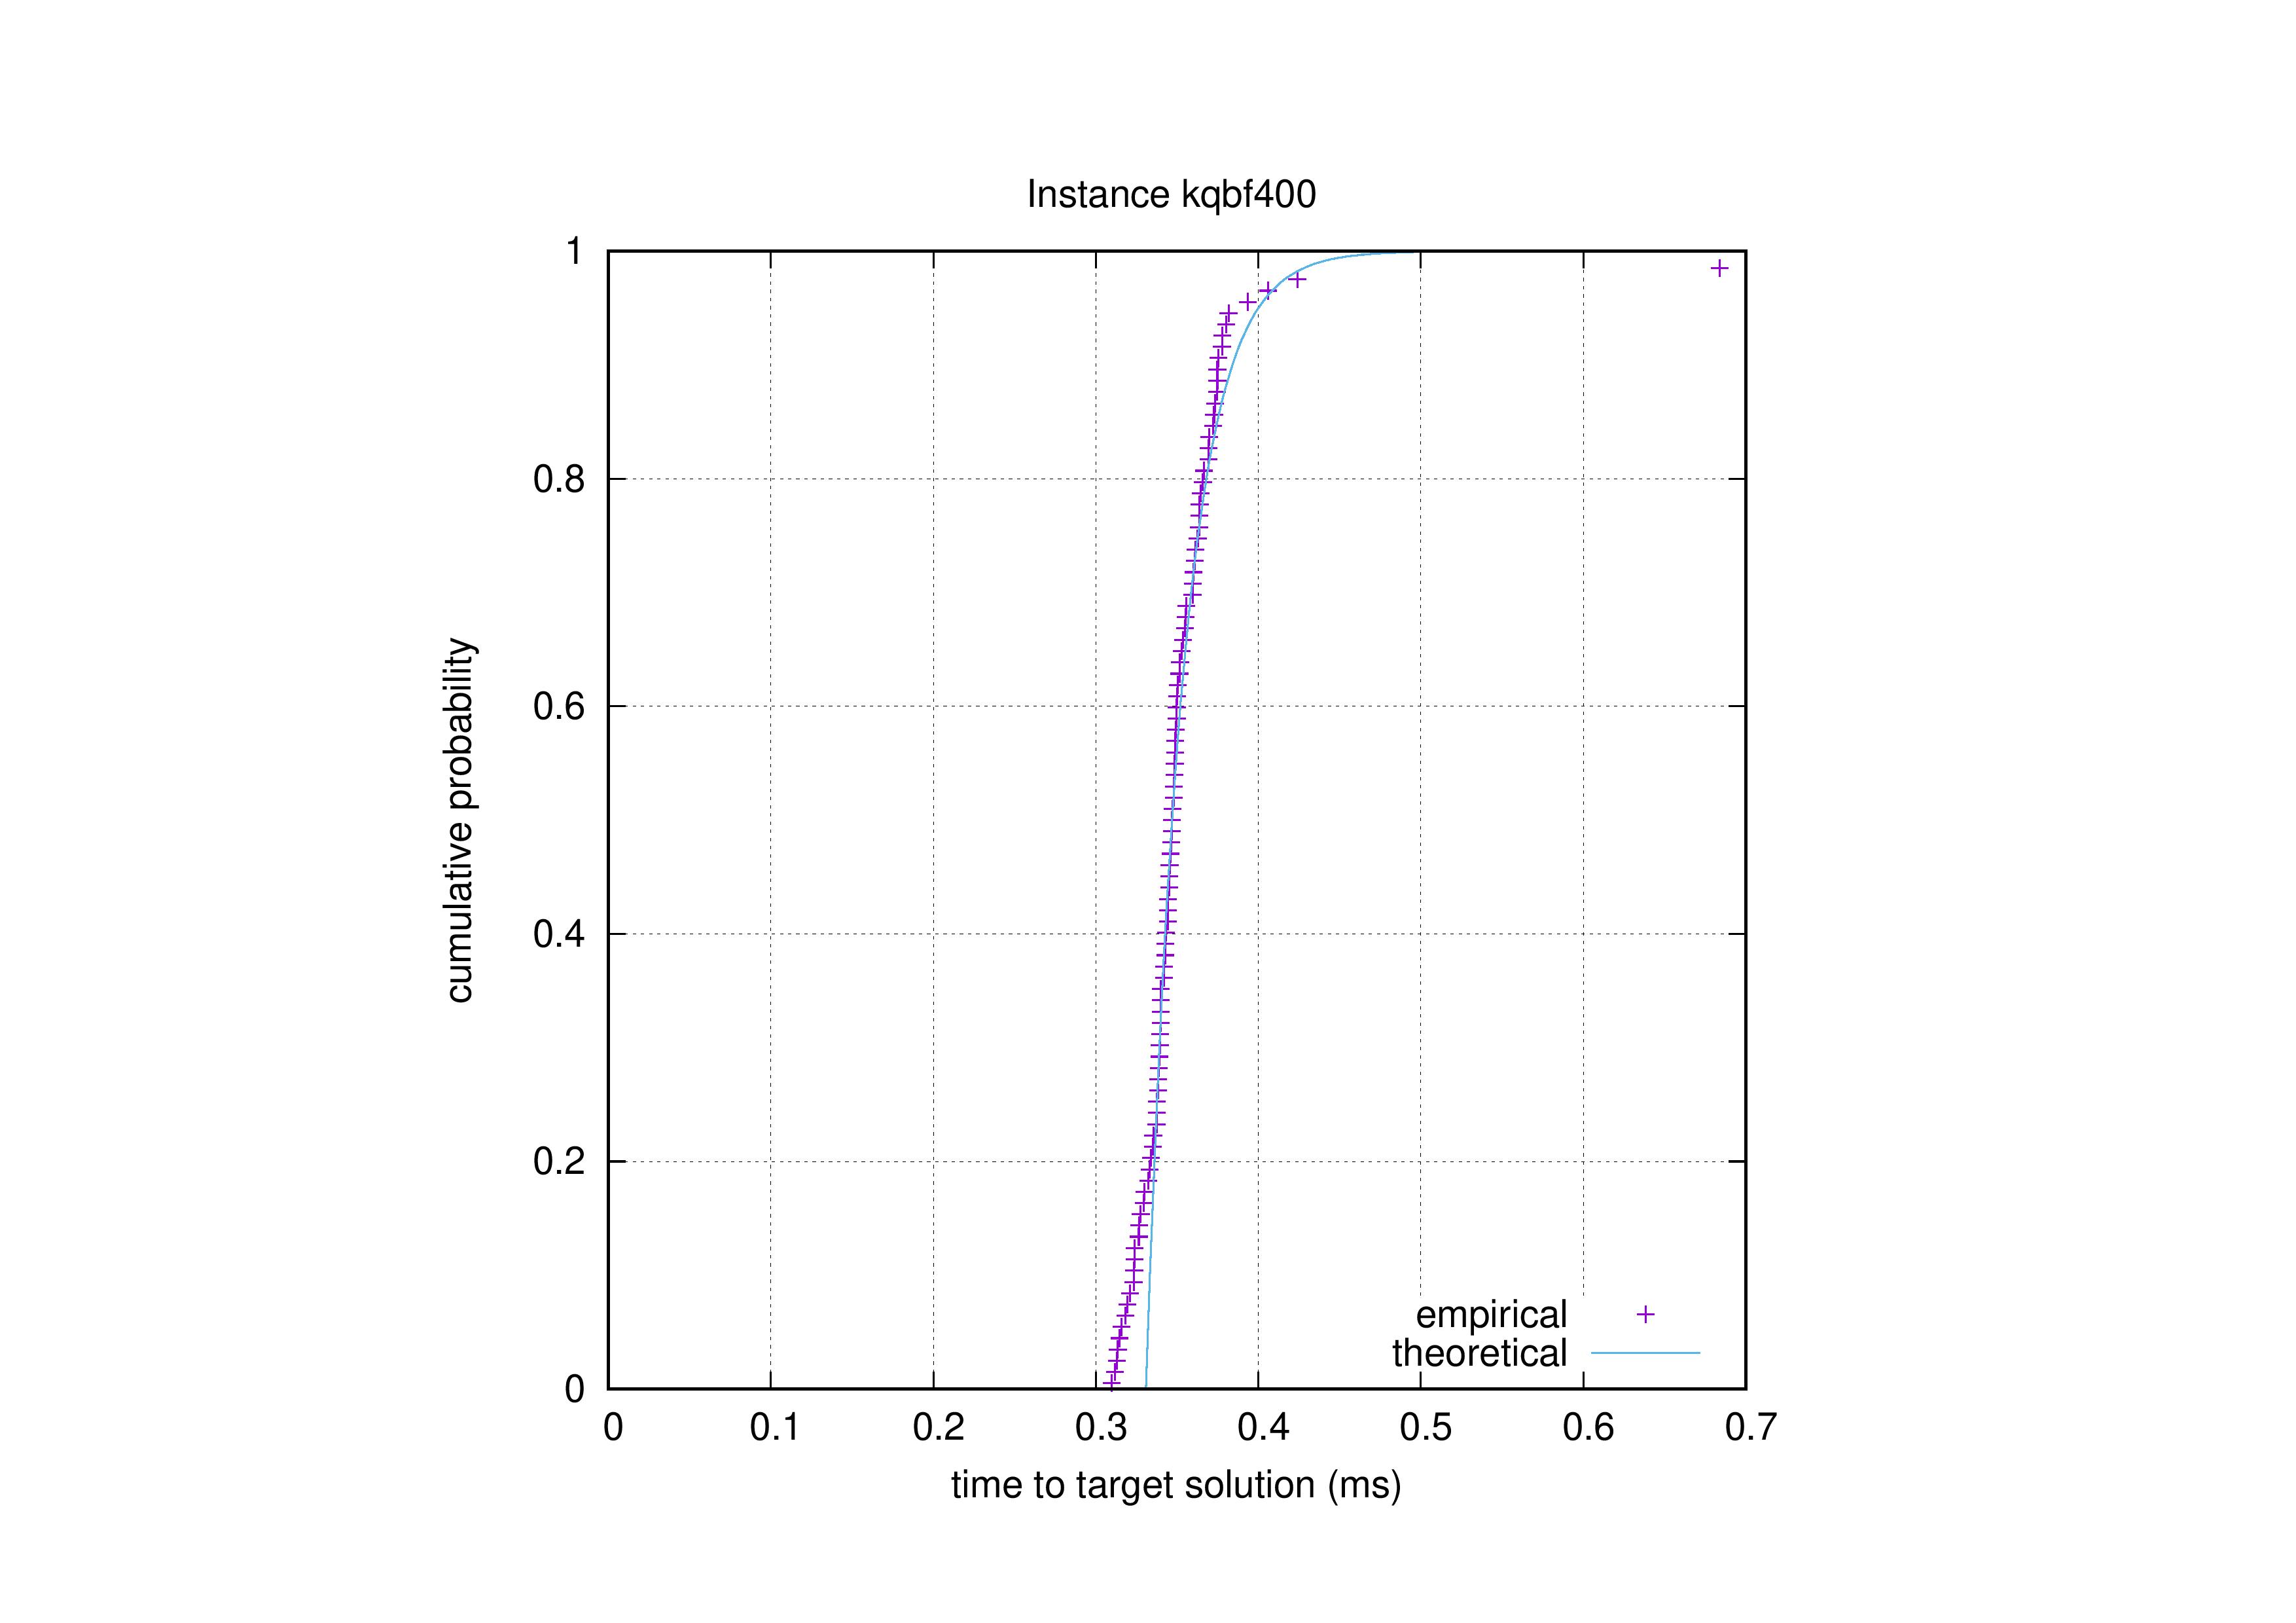 Instance kqbf400
1
0.8
0.6
0.4
0.2
0
cumulative probability
empirical
theoretical
0 0.1 0.2 0.3 0.4 0.5 0.6 0.7
time to target solution (ms)